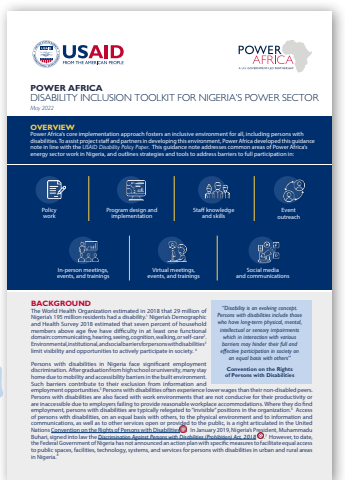 USAID
FROM THE AMERICAN PEOPLE
POWER
AFRICA
A U.S. GOVERNMENT-LED PARTNERSHIP
POWER AFRICA
DISABILITY INCLUSION TOOLKIT FOR NIGERIA'S POWER SECTOR
May 2022
OVERVIEW
Power Africa's core implementation approach fosters an inclusive environment for all, including persons with
disabilities. To assist project staff and partners in developing this environment, Power Africa developed this guidance
note in line with the USAID Disability Policy Paper. This guidance note addresses common areas of Power Africa's
energy sector work in Nigeria, and outlines strategies and tools to address barriers to full participation in:
Policy
work
Program design and
implementation
Staff knowledge
and skills
Event
outreach
In-person meetings,
events, and trainings
Virtual meetings,
events, and trainings
Social media
and communications
BACKGROUND
The World Health Organization estimated in 2018 that 29 million of
Nigeria's 195 million residents had a disability. Nigeria's Demographic
and Health Survey 2018 estimated that seven percent of household
members above age five have difficulty in at least one functional
domain: communicating, hearing, seeing, cognition, walking, or self-care.
Environmental, institutional, and social barriers for persons with disabilities
limit visibility and opportunities to actively participate in society.
"Disability is an evolving concept.
Persons with disabilities include those
who have long-term physical, mental,
intellectual or sensory impairments
which in interaction with various
barriers may hinder their full and
effective participation in society on
an equal basis with others"
Convention on the Rights
of Persons with Disabilities
Persons with disabilities in Nigeria face significant employment
discrimination. After graduation from high school or university, many stay
home due to mobility and accessibility barriers in the built environment.
Such barriers contribute to their exclusion from information and
employment opportunities. Persons with disabilities often experience lower wages than non-disabled peers.
Persons with disabilities are also faced with work environments that are not conducive for their productivity or
are inaccessible due to employers failing to provide reasonable workplace accommodations. Where they do find
employment, persons with disabilities are typically relegated to "invisible" positions in the organization. Access
of persons with disabilities, on an equal basis with others, to the physical environment and to information and
communications, as well as to other services open or provided to the public, is a right articulated in the United
Nations Convention on the Rights of Persons with Disabilities. In January 2019, Nigeria's President, Muhammadu
Buhari, signed into law the Discrimination Against Persons with Disabilities (Prohibition) Act, 2018. However, to date,
the Federal Government of Nigeria has not announced an action plan with specific measures to facilitate equal access
to public spaces, facilities, technology, systems, and services for persons with disabilities in urban and rural areas
in Nigeria.